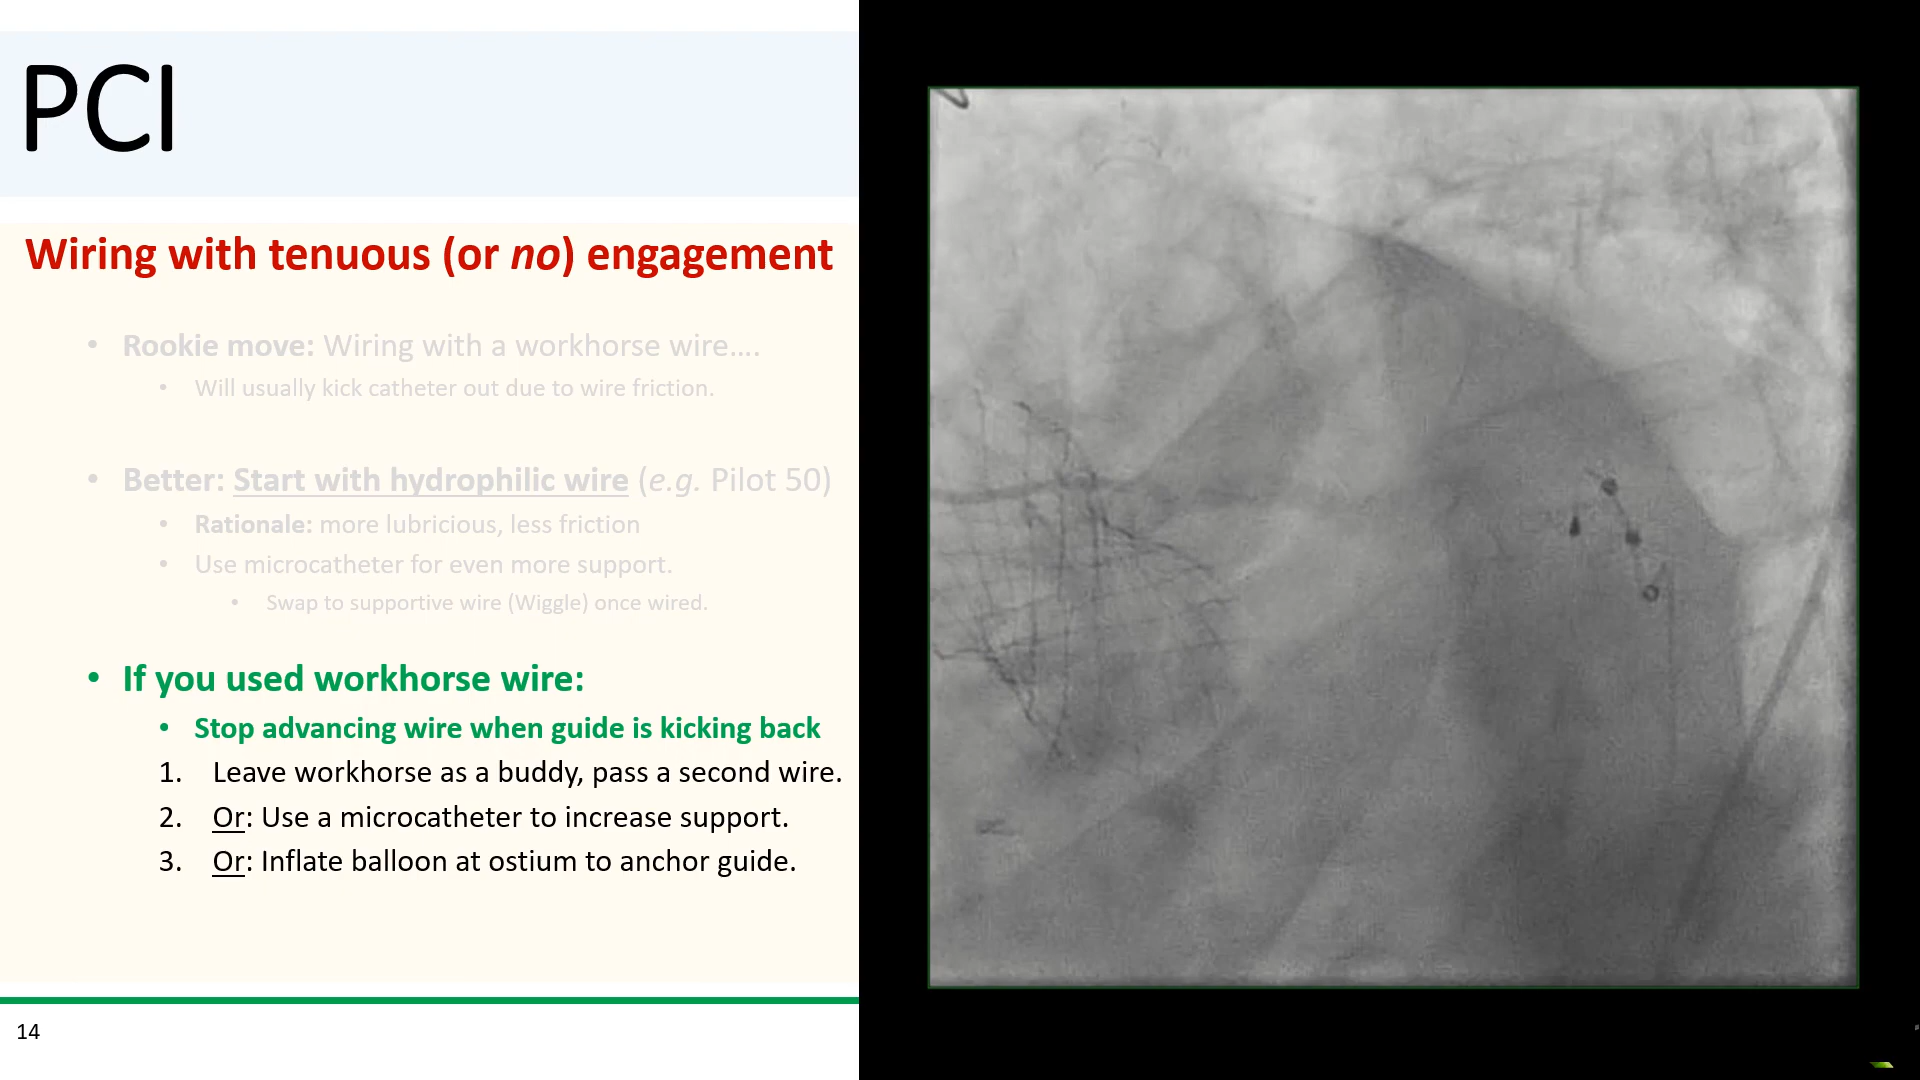 PCI
Wiring with tenuous (or no) engagement
• Rookie move: Wiring with a workhorse wire....
• Will usually kick catheter out due to wire friction.
• Better: Start with hydrophilic wire (e.g. Pilot 50)
• Rationale: more lubricious, less friction
• Use microcatheter for even more support.
• Swap to supportive wire (Wiggle) once wired.
• If you used workhorse wire:
• Stop advancing wire when guide is kicking back
1. Leave workhorse as a buddy, pass a second wire.
2. Or: Use a microcatheter to increase support.
3. Or: Inflate balloon at ostium to anchor guide.
14